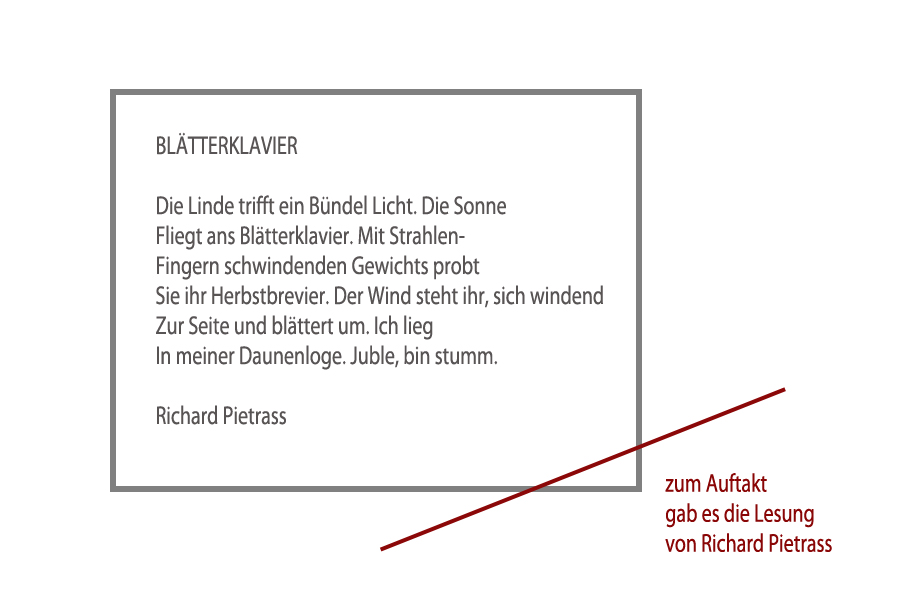 BLÄTTERKLAVIER
Die Linde trifft ein Bündel Licht. Die Sonne
Fliegt ans Blätterklavier. Mit Strahlen-
Fingern schwindenden Gewichts probt
Sie ihr Herbstbrevier. Der Wind steht ihr, sich windend
Zur Seite und blättert um. Ich lieg
In meiner Daunenloge. Juble, bin stumm.
Richard Pietrass
zum Auftakt
gab es die Lesung
von Richard Pietrass